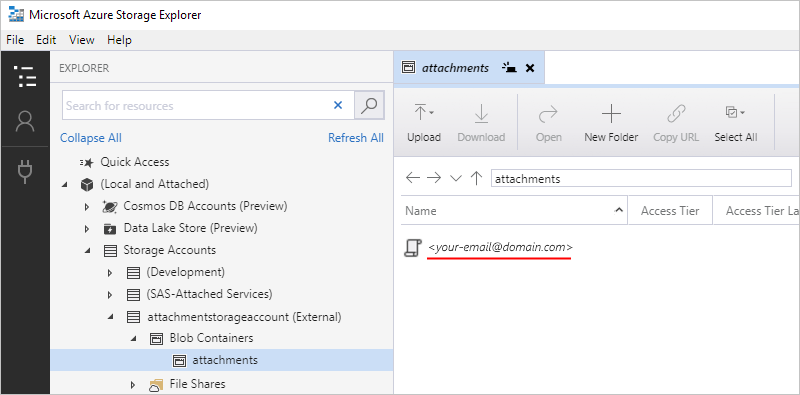 Microsoft Azure Storage Explorer
File Edit View Help
EXPLORER
Search for resources
Collapse All Refresh All
Quick Access
(Local and Attached)
Cosmos DB Accounts (Preview)
Data Lake Store (Preview)
Storage Accounts
(Development)
(SAS-Attached Services)
attachmentstorageaccount (External)
Blob Containers
attachments
File Shares
attachments
Upload Download Open New Folder Copy URL Select All
attachments
Name Access Tier Access Tier La
<your-email@domain.com>